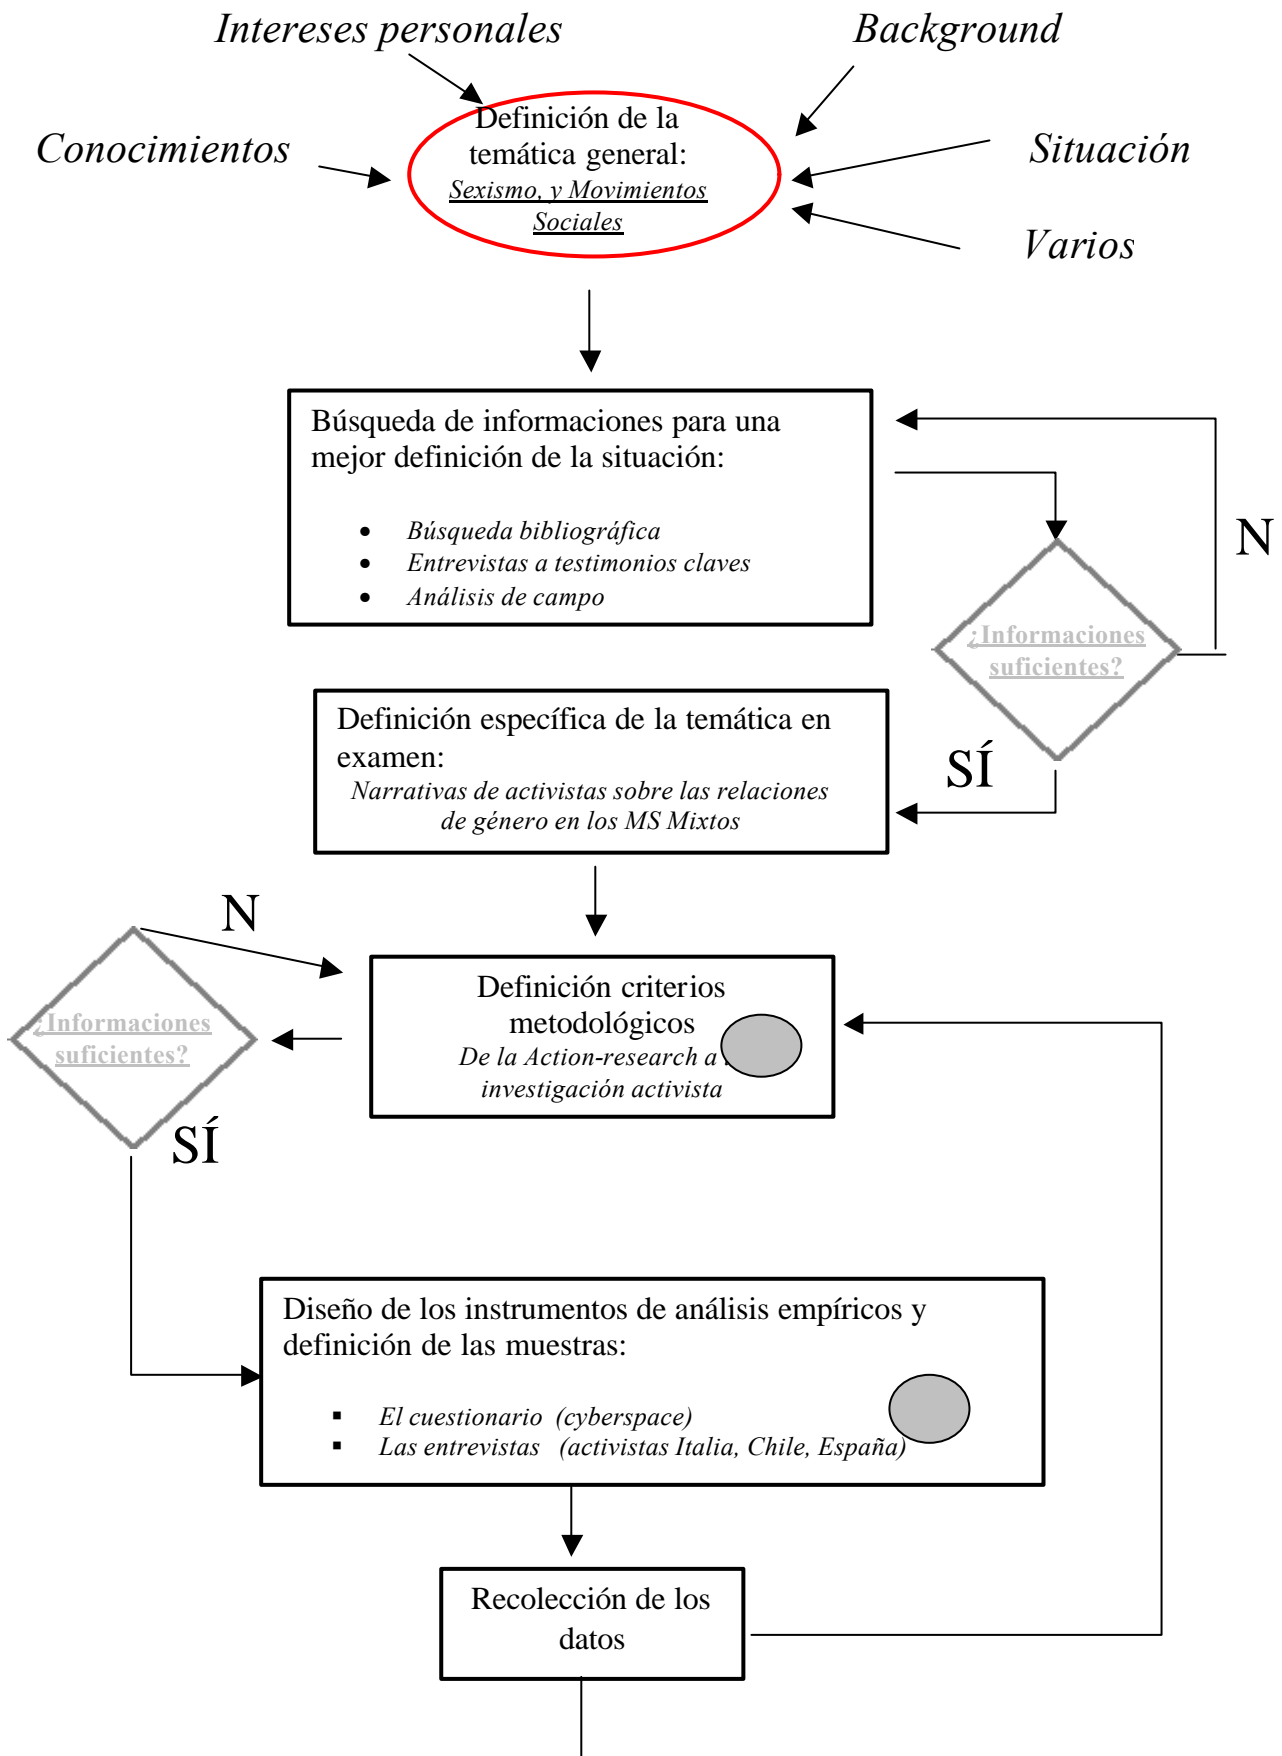 Intereses personales
Background
Conocimientos
Definición de la
temática general:
Sexismo, y Movimientos
Sociales
Situación
Varios
Búsqueda de informaciones para una
mejor definición de la situación:
• Búsqueda bibliográfica
• Entrevistas a testimonios claves
• Análisis de campo
N
¿Informaciones
suficientes?
SÍ
Definición específica de la temática en
examen:
Narrativas de activistas sobre las relaciones
de género en los MS Mixtos
N
¿Informaciones
suficientes?
SÍ
Definición criterios
metodológicos
De la Action-research a
investigación activista
Diseño de los instrumentos de análisis empíricos y
definición de las muestras:
▪ El cuestionario (cyberspace)
▪ Las entrevistas (activistas Italia, Chile, España)
Recolección de los
datos